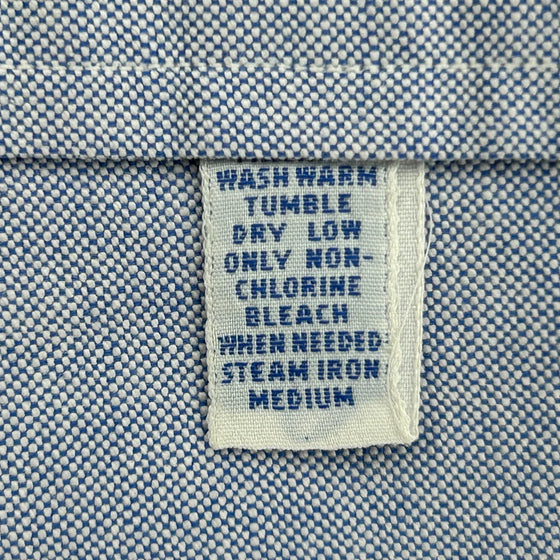 WASH WARM
TUMBLE
DRY LOW
ONLY NON-
CHLORINE
BLEACH
WHEN NEEDED
STEAM IRON
MEDIUM